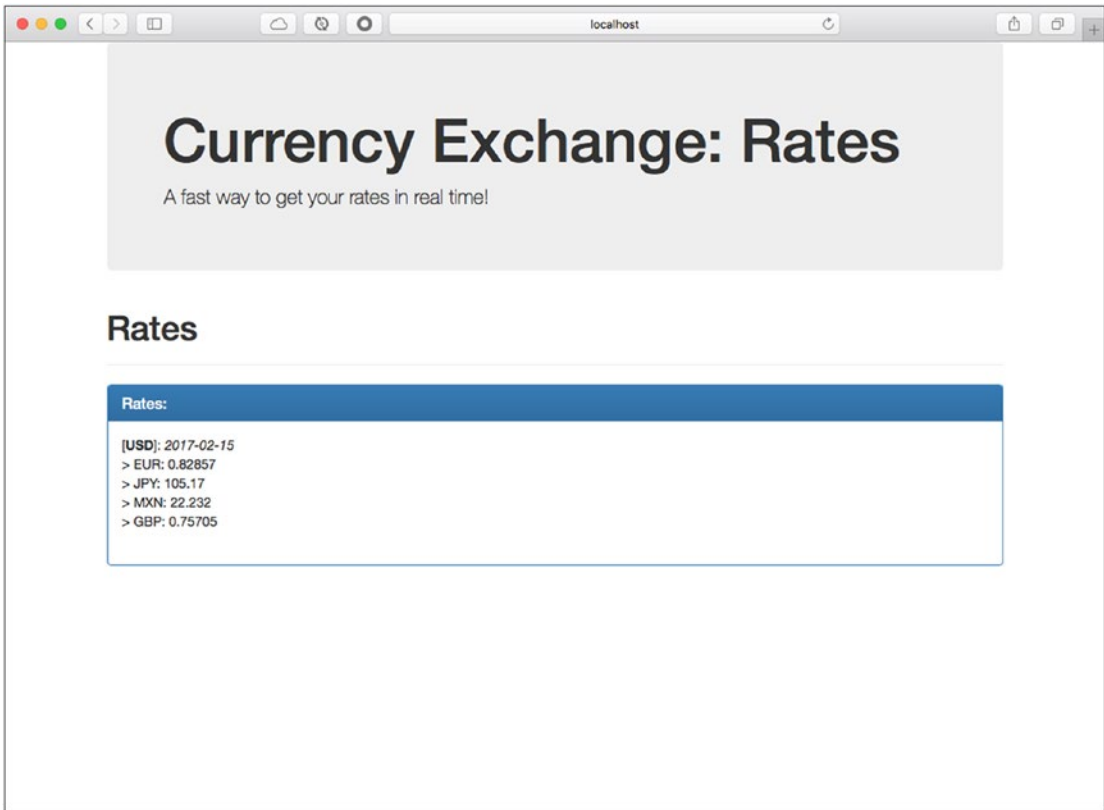 localhost
Currency Exchange: Rates
A fast way to get your rates in real time!
Rates
Rates:
[USD]: 2017-02-15
> EUR: 0.82857
> JPY: 105.17
> MXN: 22.232
> GBP: 0.75705